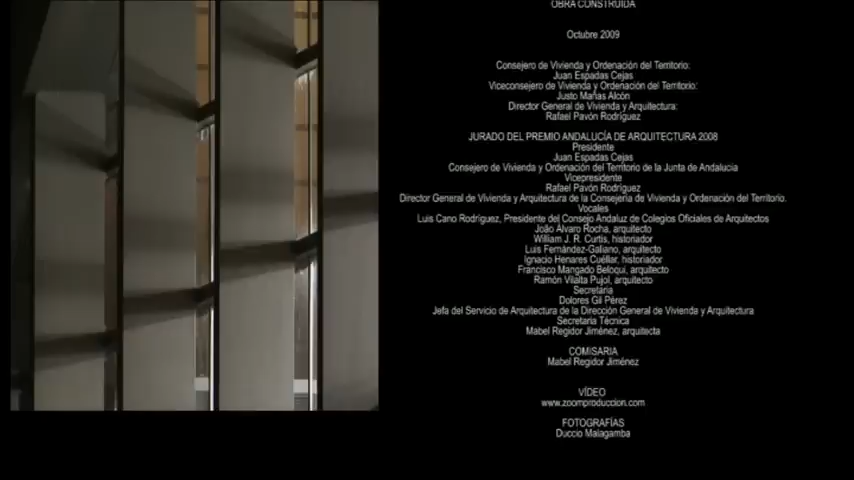 OBRA CONSTRUIDA
Octubre 2009
Consejero de Vivienda y Ordenación del Territorio:
Juan Espadas Cejas
Viceconsejero de Vivienda y Ordenación del Territorio:
Justo Mañas Alcón
Director General de Vivienda y Arquitectura:
Rafael Pavón Rodríguez
JURADO DEL PREMIO ANDALUCÍA DE ARQUITECTURA 2008
Presidente
Juan Espadas Cejas
Consejero de Vivienda y Ordenación del Territorio de la Junta de Andalucia
Vicepresidente
Rafael Pavón Rodríguez
Director General de Vivienda y Arquitectura de la Consejería de Vivienda y Ordenación del Territorio.
Vocales
Luis Cano Rodríguez, Presidente del Consejo Andaluz de Colegios Oficiales de Arquitectos
João Álvaro Rocha, arquitecto
William J. R. Curtis, historiador
Luis Fernández-Galiano, arquitecto
Ignacio Henares Cuéllar, historiador
Francisco Mangado Beloqui, arquitecto
Ramón Vilalta Pujol, arquitecto
Secretaria
Dolores Gil Pérez
Jefa del Servicio de Arquitectura de la Dirección General de Vivienda y Arquitectura
Secretaria Técnica
Mabel Regidor Jiménez, arquitecta
COMISARIA
Mabel Regidor Jiménez
VÍDEO
www.zoomproduccion.com
FOTOGRAFÍAS
Duccio Malagamba